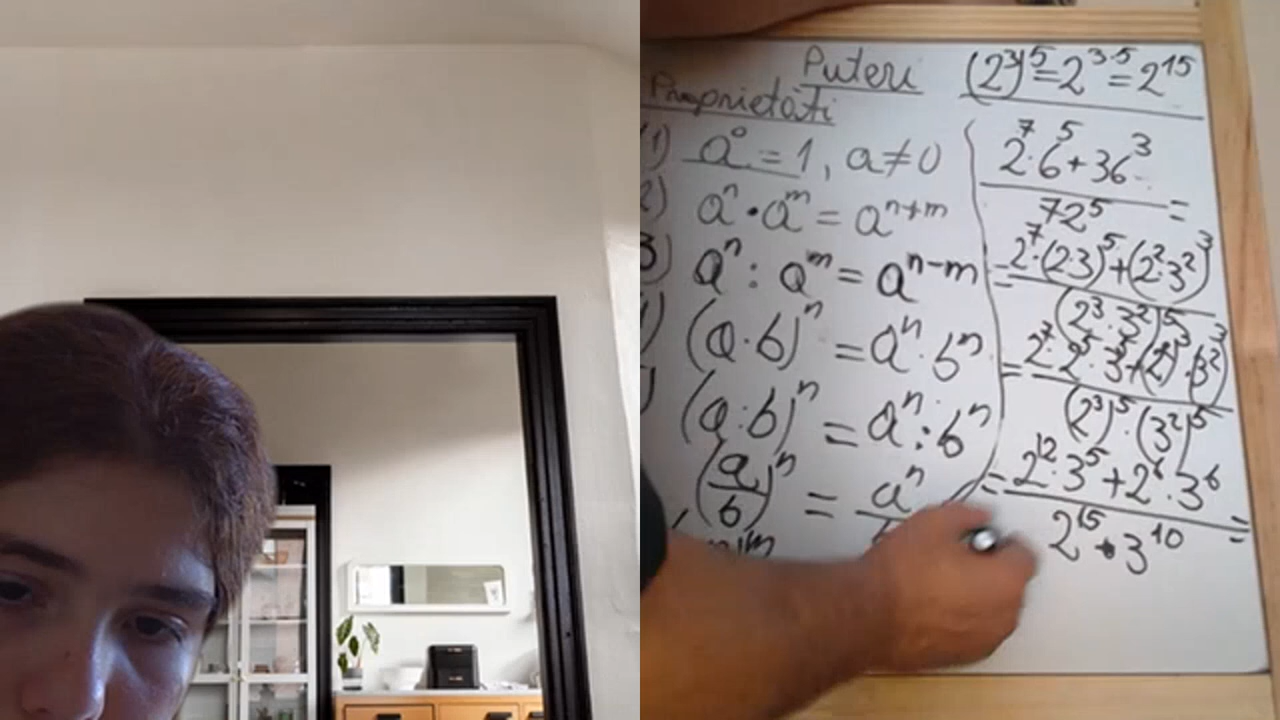 Puteri
Proprietăti
1) a⁰ = 1, a ≠ 0
2) aⁿ · aᵐ = aⁿ⁺ᵐ
3) aⁿ : aᵐ = aⁿ⁻ᵐ
(a·b)ⁿ = aⁿ · bⁿ
(a:b)ⁿ = aⁿ : bⁿ
(a/b)ⁿ = aⁿ
(2³)⁵ = 2³·⁵ = 2¹⁵
2⁷·6⁵ + 36³
72⁵ =
= 2⁷·(2·3)⁵ + (2²·3²)³
(2³·3²)⁵
= 2⁷·2⁵·3⁵ + (2²)³·(3²)³
(2³)⁵·(3²)⁵
= 2¹²·3⁵ + 2⁶·3⁶
2¹⁵·3¹⁰ =